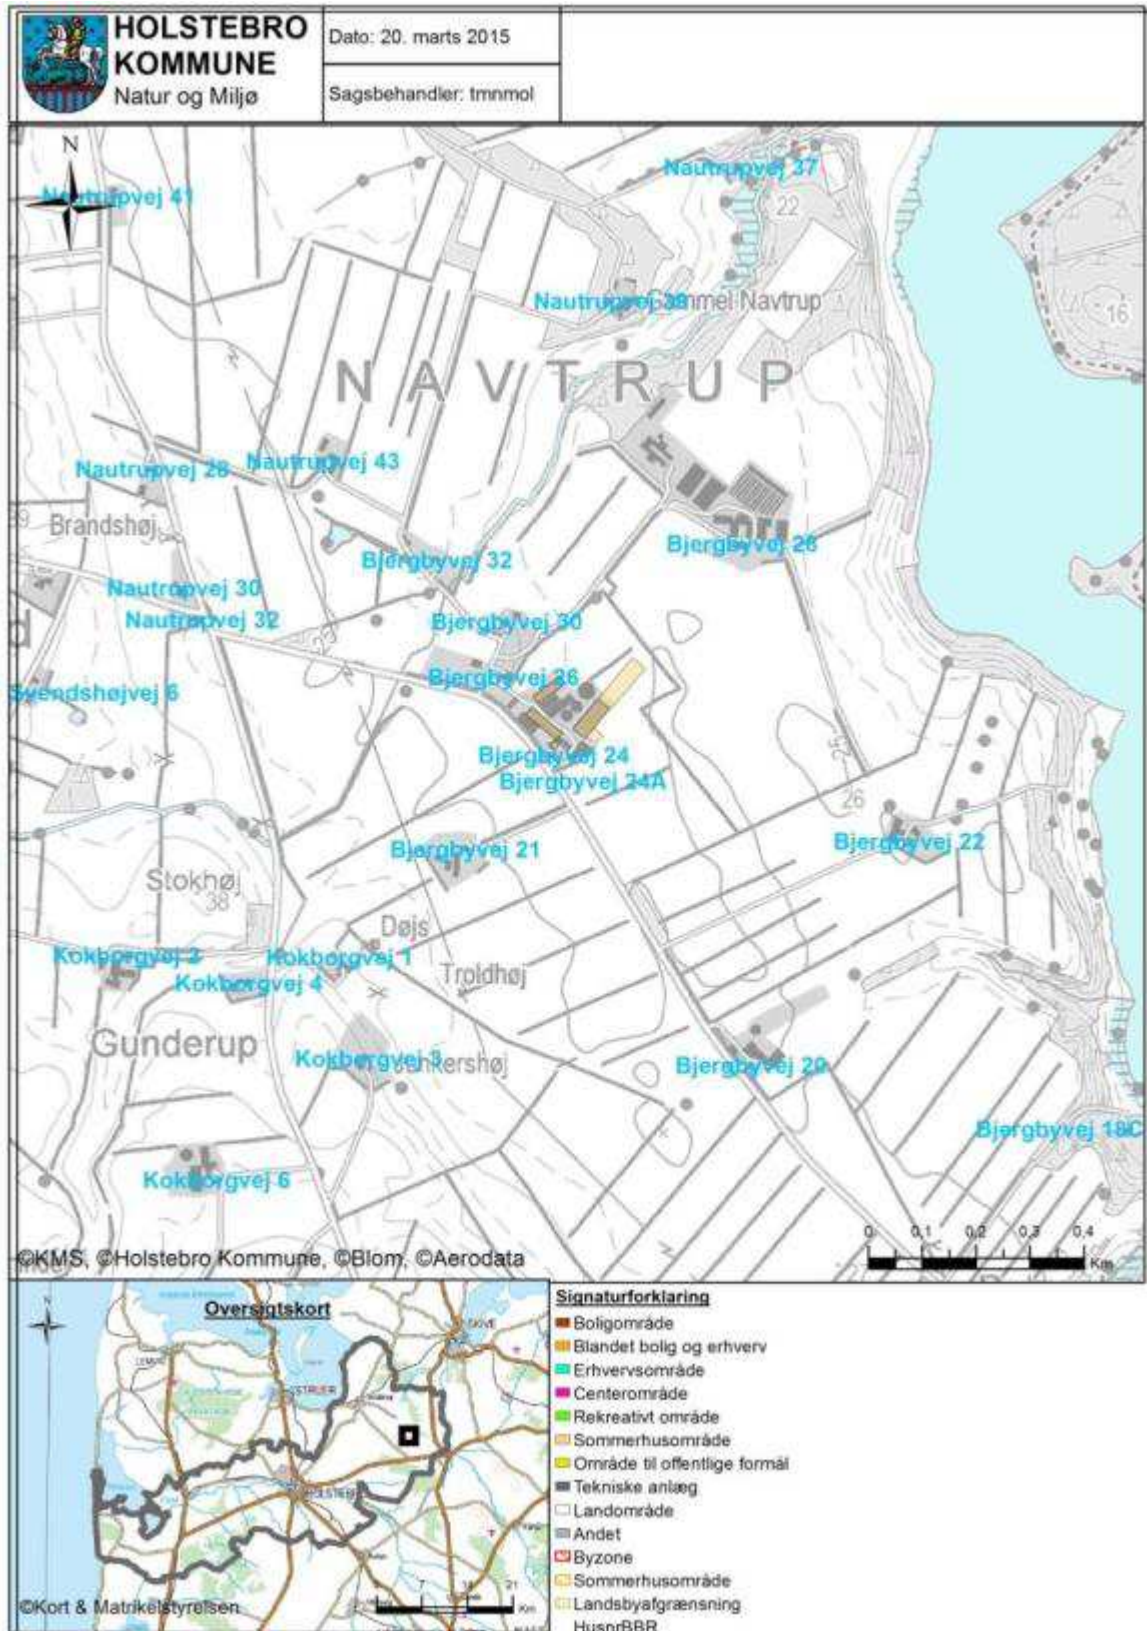 HOLSTEBRO
KOMMUNE
Natur og Miljø
Dato: 20. marts 2015
Sagsbehandler: tmnmol
N
Nautrupvej 41
Nautrupvej 37
22
Nautrupvej 39
Gammel Navtrup
16
NAVTRUP
Nautrupvej 28
Nautrupvej 43
Brandshøj
Bjergbyvej 32
Bjergbyvej 28
Nautrupvej 30
Nautrupvej 32
Bjergbyvej 30
Bjergbyvej 26
Svendshøjvej 6
Bjergbyvej 24
Bjergbyvej 24A
25
26
Bjergbyvej 21
Bjergbyvej 22
Stokhøj
38
Døjs
Kokborgvej 1
Kokborgvej 4
Troldhøj
Gunderup
Kokborgvej 3
Bjergbyvej 20
Bjergbyvej 18C
Kokborgvej 6
0 0,1 0,2 0,3 0,4
Km
©KMS, ©Holstebro Kommune, ©Blom, ©Aerodata
Oversigtskort
N
SKIVE
STRUER
7 14 21
Km
©Kort & Matrikelstyrelsen
Signaturforklaring
Boligområde
Blandet bolig og erhverv
Erhvervsområde
Centerområde
Rekreativt område
Sommerhusområde
Område til offentlige formål
Tekniske anlæg
Landområde
Andet
Byzone
Sommerhusområde
Landsbyafgrænsning
HusnrBBR